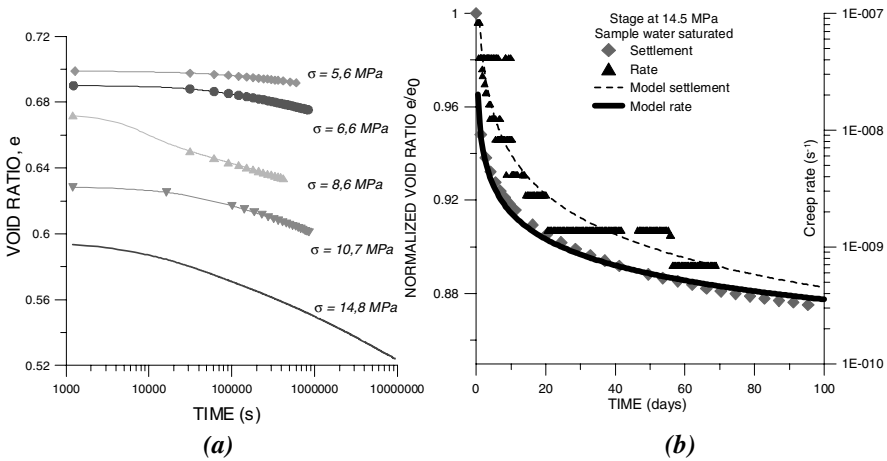 0.72
0.68
0.64
0.6
0.56
0.52
VOID RATIO, e
σ = 5,6 MPa
σ = 6,6 MPa
σ = 8,6 MPa
σ = 10,7 MPa
σ = 14,8 MPa
1000 10000 100000 1000000 10000000
TIME (s)
(a)
1
0.96
0.92
0.88
NORMALIZED VOID RATIO e/e0
Stage at 14.5 MPa
Sample water saturated
Settlement
Rate
Model settlement
Model rate
1E-007
1E-008
1E-009
1E-010
Creep rate (s⁻¹)
0 20 40 60 80 100
TIME (days)
(b)